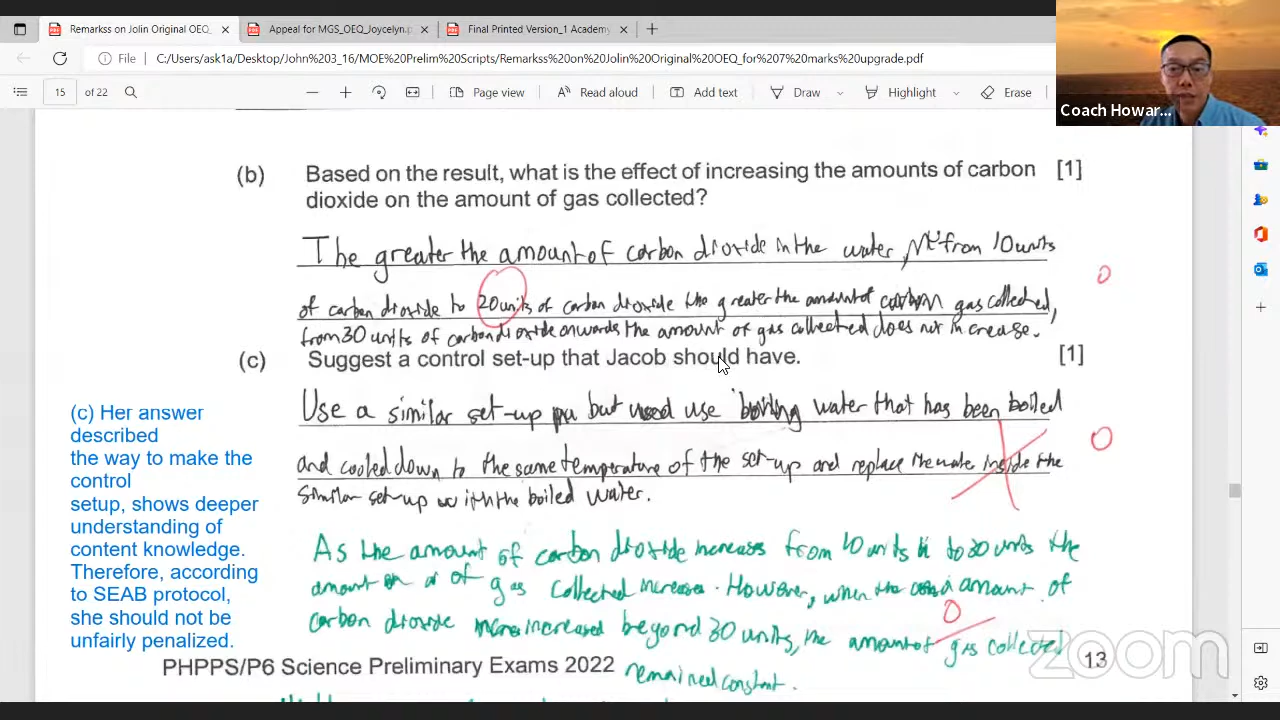 Remarkss on Jolin Original OEQ_
Appeal for MGS_OEQ_Joycelyn.p
Final Printed Version_1 Academy
File
C:/Users/ask1a/Desktop/John%203_16/MOE%20Prelim%20Scripts/Remarkss%20on%20Jolin%20Original%20OEQ_for%207%20marks%20upgrade.pdf
15 of 22
Page view
Read aloud
Add text
Draw
Highlight
Erase
Coach Howar...
(b) Based on the result, what is the effect of increasing the amounts of carbon [1]
dioxide on the amount of gas collected?
The greater the amount of carbon dioxide in the water, from 10 units
of carbon dioxide to 20 units of carbon dioxide the greater the amount of gas collected,
0
from 30 units of carbon dioxide onwards the amount of gas collected does not increase.
(c) Suggest a control set-up that Jacob should have. [1]
Use a similar set-up but use water that has been boiled
and cooled down to the same temperature of the set-up and replace the water inside the
0
similar set-up with the boiled water.
(c) Her answer
described
the way to make the
control
setup, shows deeper
understanding of
content knowledge.
Therefore, according
to SEAB protocol,
she should not be
unfairly penalized.
As the amount of carbon dioxide increases from 10 units to 30 units the
amount of gas collected increases. However, when the amount of
0
carbon dioxide increased beyond 30 units, the amount of gas collected
remained constant.
PHPPS/P6 Science Preliminary Exams 2022
13
zoom